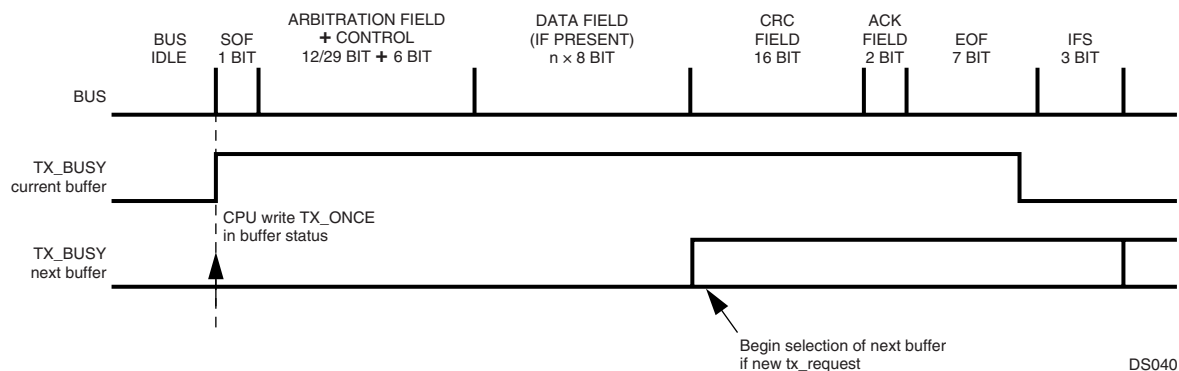 BUS
IDLE
SOF
1 BIT
ARBITRATION FIELD
+ CONTROL
12/29 BIT + 6 BIT
DATA FIELD
(IF PRESENT)
n × 8 BIT
CRC
FIELD
16 BIT
ACK
FIELD
2 BIT
EOF
7 BIT
IFS
3 BIT
BUS
TX_BUSY
current buffer
CPU write TX_ONCE
in buffer status
TX_BUSY
next buffer
Begin selection of next buffer
if new tx_request
DS040